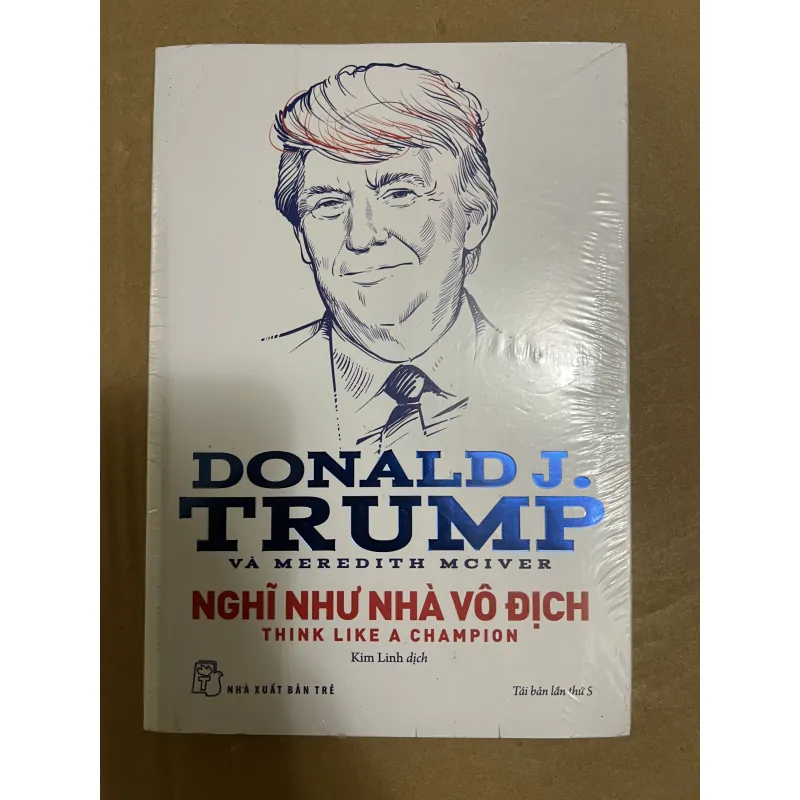 DONALD J.
TRUMP
VÀ MEREDITH MCIVER
NGHĨ NHƯ NHÀ VÔ ĐỊCH
THINK LIKE A CHAMPION
Kim Linh dịch
NHÀ XUẤT BẢN TRẺ
Tái bản lần thứ 5